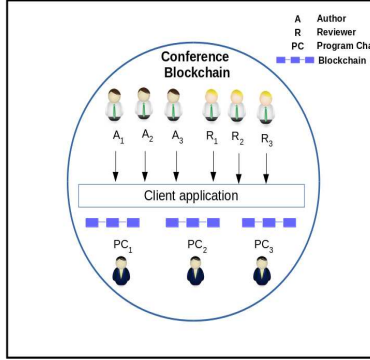 A Author
R Reviewer
PC Program Cha
Blockchain
Conference
Blockchain
A1 A2 A3 R1 R2 R3
Client application
PC1 PC2 PC3